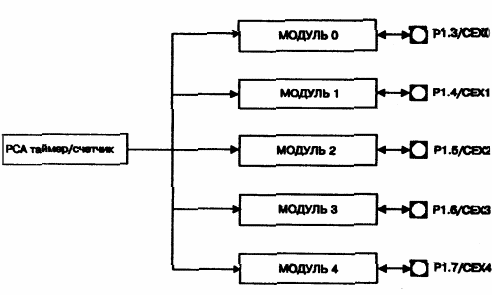 МОДУЛЬ 0
P1.3/CEX0
МОДУЛЬ 1
P1.4/CEX1
PCA таймер/счетчик
МОДУЛЬ 2
P1.5/CEX2
МОДУЛЬ 3
P1.6/CEX3
МОДУЛЬ 4
P1.7/CEX4